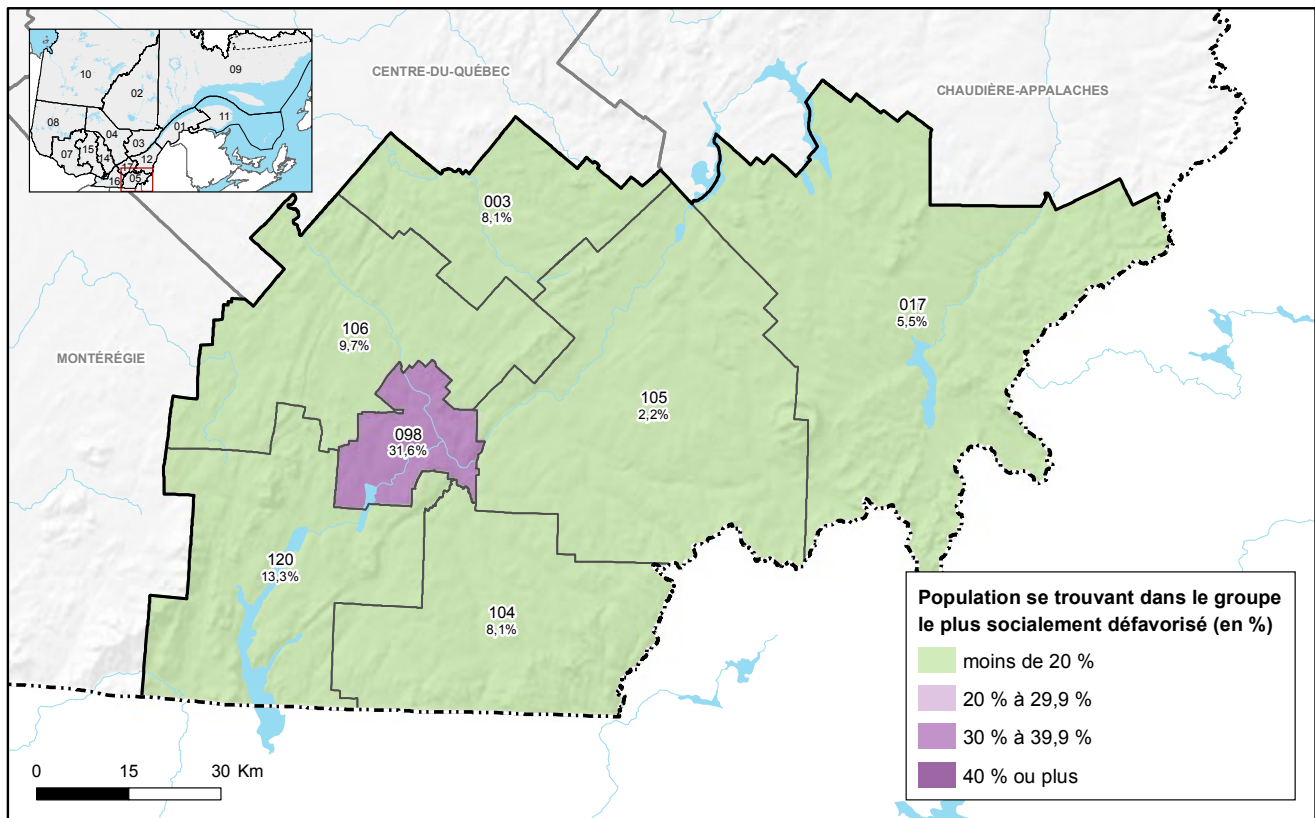 10
09
02
08
04
11
01
07
15
14
03
12
17
16
05
CENTRE-DU-QUÉBEC
CHAUDIÈRE-APPALACHES
MONTÉRÉGIE
003
8,1%
106
9,7%
017
5,5%
105
2,2%
098
31,6%
120
13,3%
104
8,1%
Population se trouvant dans le groupe
le plus socialement défavorisé (en %)
moins de 20 %
20 % à 29,9 %
30 % à 39,9 %
40 % ou plus
0 15 30 Km